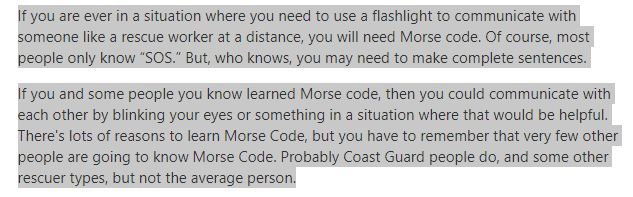 If you are ever in a situation where you need to use a flashlight to communicate with
someone like a rescue worker at a distance, you will need Morse code. Of course, most
people only know “SOS.” But, who knows, you may need to make complete sentences.
If you and some people you know learned Morse code, then you could communicate with
each other by blinking your eyes or something in a situation where that would be helpful.
There's lots of reasons to learn Morse Code, but you have to remember that very few other
people are going to know Morse Code. Probably Coast Guard people do, and some other
rescuer types, but not the average person.